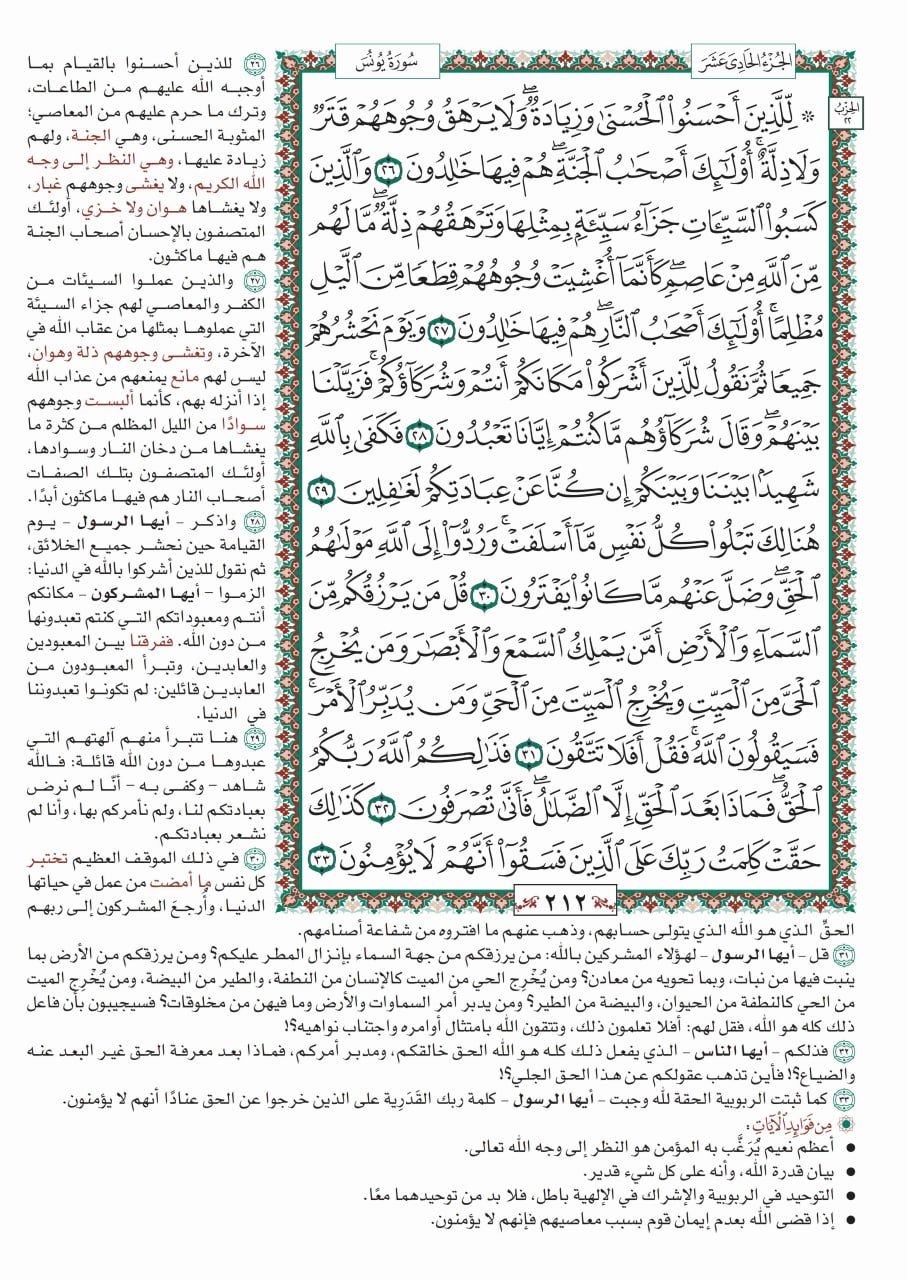 الجُزْءُ الحَادِي عَشَرَ
سُورَةُ يُونُسَ
الحِزْبُ
٢٢
۞ لِّلَّذِينَ أَحْسَنُوا۟ ٱلْحُسْنَىٰ وَزِيَادَةٌ ۖ وَلَا يَرْهَقُ وُجُوهَهُمْ قَتَرٌ
وَلَا ذِلَّةٌ ۚ أُو۟لَـٰٓئِكَ أَصْحَـٰبُ ٱلْجَنَّةِ ۖ هُمْ فِيهَا خَـٰلِدُونَ ٢٦ وَٱلَّذِينَ
كَسَبُوا۟ ٱلسَّيِّـَٔاتِ جَزَآءُ سَيِّئَةٍۭ بِمِثْلِهَا وَتَرْهَقُهُمْ ذِلَّةٌ ۖ مَّا لَهُم
مِّنَ ٱللَّهِ مِنْ عَاصِمٍ ۖ كَأَنَّمَآ أُغْشِيَتْ وُجُوهُهُمْ قِطَعًا مِّنَ ٱلَّيْلِ
مُظْلِمًا ۚ أُو۟لَـٰٓئِكَ أَصْحَـٰبُ ٱلنَّارِ ۖ هُمْ فِيهَا خَـٰلِدُونَ ٢٧ وَيَوْمَ نَحْشُرُهُمْ
جَمِيعًا ثُمَّ نَقُولُ لِلَّذِينَ أَشْرَكُوا۟ مَكَانَكُمْ أَنتُمْ وَشُرَكَآؤُكُمْ ۚ فَزَيَّلْنَا
بَيْنَهُمْ ۖ وَقَالَ شُرَكَآؤُهُم مَّا كُنتُمْ إِيَّانَا تَعْبُدُونَ ٢٨ فَكَفَىٰ بِٱللَّهِ
شَهِيدًۢا بَيْنَنَا وَبَيْنَكُمْ إِن كُنَّا عَنْ عِبَادَتِكُمْ لَغَـٰفِلِينَ ٢٩
هُنَالِكَ تَبْلُوا۟ كُلُّ نَفْسٍ مَّآ أَسْلَفَتْ ۚ وَرُدُّوٓا۟ إِلَى ٱللَّهِ مَوْلَىٰهُمُ
ٱلْحَقِّ ۖ وَضَلَّ عَنْهُم مَّا كَانُوا۟ يَفْتَرُونَ ٣٠ قُلْ مَن يَرْزُقُكُم مِّنَ
ٱلسَّمَآءِ وَٱلْأَرْضِ أَمَّن يَمْلِكُ ٱلسَّمْعَ وَٱلْأَبْصَـٰرَ وَمَن يُخْرِجُ
ٱلْحَىَّ مِنَ ٱلْمَيِّتِ وَيُخْرِجُ ٱلْمَيِّتَ مِنَ ٱلْحَىِّ وَمَن يُدَبِّرُ ٱلْأَمْرَ ۚ
فَسَيَقُولُونَ ٱللَّهُ ۚ فَقُلْ أَفَلَا تَتَّقُونَ ٣١ فَذَٰلِكُمُ ٱللَّهُ رَبُّكُمُ
ٱلْحَقُّ ۖ فَمَاذَا بَعْدَ ٱلْحَقِّ إِلَّا ٱلضَّلَـٰلُ ۖ فَأَنَّىٰ تُصْرَفُونَ ٣٢ كَذَٰلِكَ
حَقَّتْ كَلِمَتُ رَبِّكَ عَلَى ٱلَّذِينَ فَسَقُوٓا۟ أَنَّهُمْ لَا يُؤْمِنُونَ ٣٣
٢١٢
٢٦ للذين أحسنوا بالقيام بما
أوجبه الله عليهم من الطاعات،
وترك ما حرم عليهم من المعاصي؛
المثوبة الحسنى، وهي الجنة، ولهم
زيادة عليها، وهي النظر إلى وجه
الله الكريم، ولا يغشى وجوههم غبار،
ولا يغشاها هوان ولا خزي، أولئك
المتصفون بالإحسان أصحاب الجنة
هم فيها ماكثون.
٢٧ والذين عملوا السيئات من
الكفر والمعاصي لهم جزاء السيئة
التي عملوها بمثلها من عقاب الله في
الآخرة، وتغشى وجوههم ذلة وهوان،
ليس لهم مانع يمنعهم من عذاب الله
إذا أنزله بهم، كأنما ألبست وجوههم
سوادًا من الليل المظلم من كثرة ما
يغشاها من دخان النار وسوادها،
أولئك المتصفون بتلك الصفات
أصحاب النار هم فيها ماكثون أبدًا.
٢٨ واذكر – أيها الرسول – يوم
القيامة حين نحشر جميع الخلائق،
ثم نقول للذين أشركوا بالله في الدنيا:
الزموا – أيها المشركون – مكانكم
أنتم ومعبوداتكم التي كنتم تعبدونها
من دون الله. ففرقنا بين المعبودين
والعابدين، وتبرأ المعبودون من
العابدين قائلين: لم تكونوا تعبدوننا
في الدنيا.
٢٩ هنا تتبرأ منهم آلهتهم التي
عبدوها من دون الله قائلة: فالله
شاهد – وكفى به – أنّا لم نرض
بعبادتكم لنا، ولم نأمركم بها، وأنا لم
نشعر بعبادتكم.
٣٠ في ذلك الموقف العظيم تختبر
كل نفس ما أمضت من عمل في حياتها
الدنيا، وأُرجعَ المشركون إلى ربهم
الحقِّ الذي هو الله الذي يتولى حسابهم، وذهب عنهم ما افتروه من شفاعة أصنامهم.
٣١ قل – أيها الرسول – لهؤلاء المشركين بالله: من يرزقكم من جهة السماء بإنزال المطر عليكم؟ ومن يرزقكم من الأرض بما
ينبت فيها من نبات، وبما تحويه من معادن؟ ومن يُخْرِج الحي من الميت كالإنسان من النطفة، والطير من البيضة، ومن يُخْرِج الميت
من الحي كالنطفة من الحيوان، والبيضة من الطير؟ ومن يدبر أمر السماوات والأرض وما فيهن من مخلوقات؟ فسيجيبون بأن فاعل
ذلك كله هو الله، فقل لهم: أفلا تعلمون ذلك، وتتقون الله بامتثال أوامره واجتناب نواهيه؟!
٣٢ فذلكم – أيها الناس – الذي يفعل ذلك كله هو الله الحق خالقكم، ومدبر أمركم، فماذا بعد معرفة الحق غير البعد عنه
والضياع؟! فأين تذهب عقولكم عن هذا الحق الجلي؟!
٣٣ كما ثبتت الربوبية الحقة لله وجبت – أيها الرسول – كلمة ربك القَدَرِية على الذين خرجوا عن الحق عنادًا أنهم لا يؤمنون.
مِن فَوَائِدِ الآيَاتِ:
● أعظم نعيم يُرَغَّب به المؤمن هو النظر إلى وجه الله تعالى.
● بيان قدرة الله، وأنه على كل شيء قدير.
● التوحيد في الربوبية والإشراك في الإلهية باطل، فلا بد من توحيدهما معًا.
● إذا قضى الله بعدم إيمان قوم بسبب معاصيهم فإنهم لا يؤمنون.